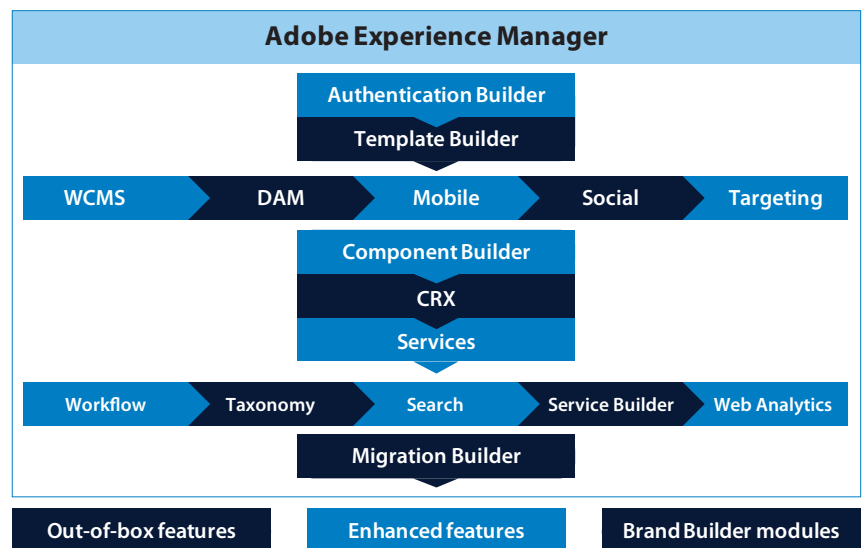 Adobe Experience Manager
Authentication Builder
Template Builder
WCMS DAM Mobile Social Targeting
Component Builder
CRX
Services
Workflow Taxonomy Search Service Builder Web Analytics
Migration Builder
Out-of-box features Enhanced features Brand Builder modules